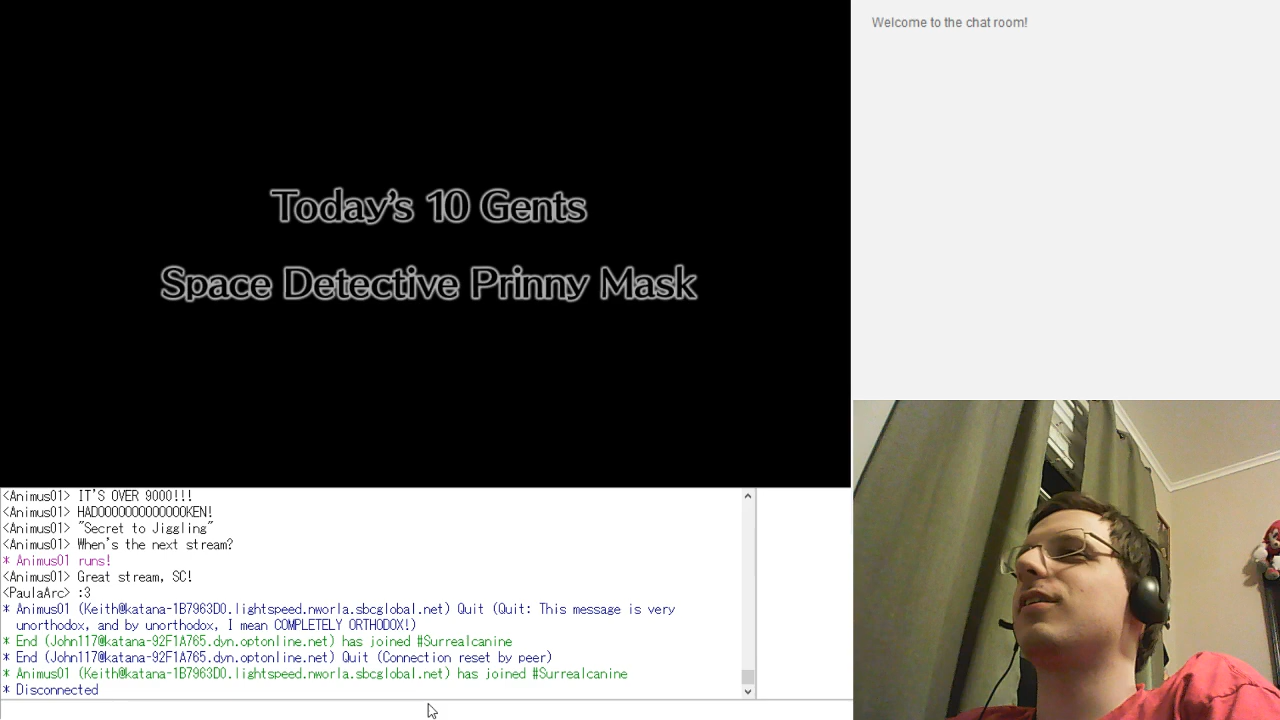 Welcome to the chat room!
Today's 10 Gents
Space Detective Prinny Mask
<Animus01> IT'S OVER 9000!!!
<Animus01> HADOOOOOOOOOOOOOKEN!
<Animus01> "Secret to Jiggling"
<Animus01> When's the next stream?
* Animus01 runs!
<Animus01> Great stream, SC!
<PaulaArc> :3
* Animus01 (Keith@katana-1B7963D0.lightspeed.nworla.sbcglobal.net) Quit (Quit: This message is very
unorthodox, and by unorthodox, I mean COMPLETELY ORTHODOX!)
* End (John117@katana-92F1A765.dyn.optonline.net) has joined #Surrealcanine
* End (John117@katana-92F1A765.dyn.optonline.net) Quit (Connection reset by peer)
* Animus01 (Keith@katana-1B7963D0.lightspeed.nworla.sbcglobal.net) has joined #Surrealcanine
* Disconnected